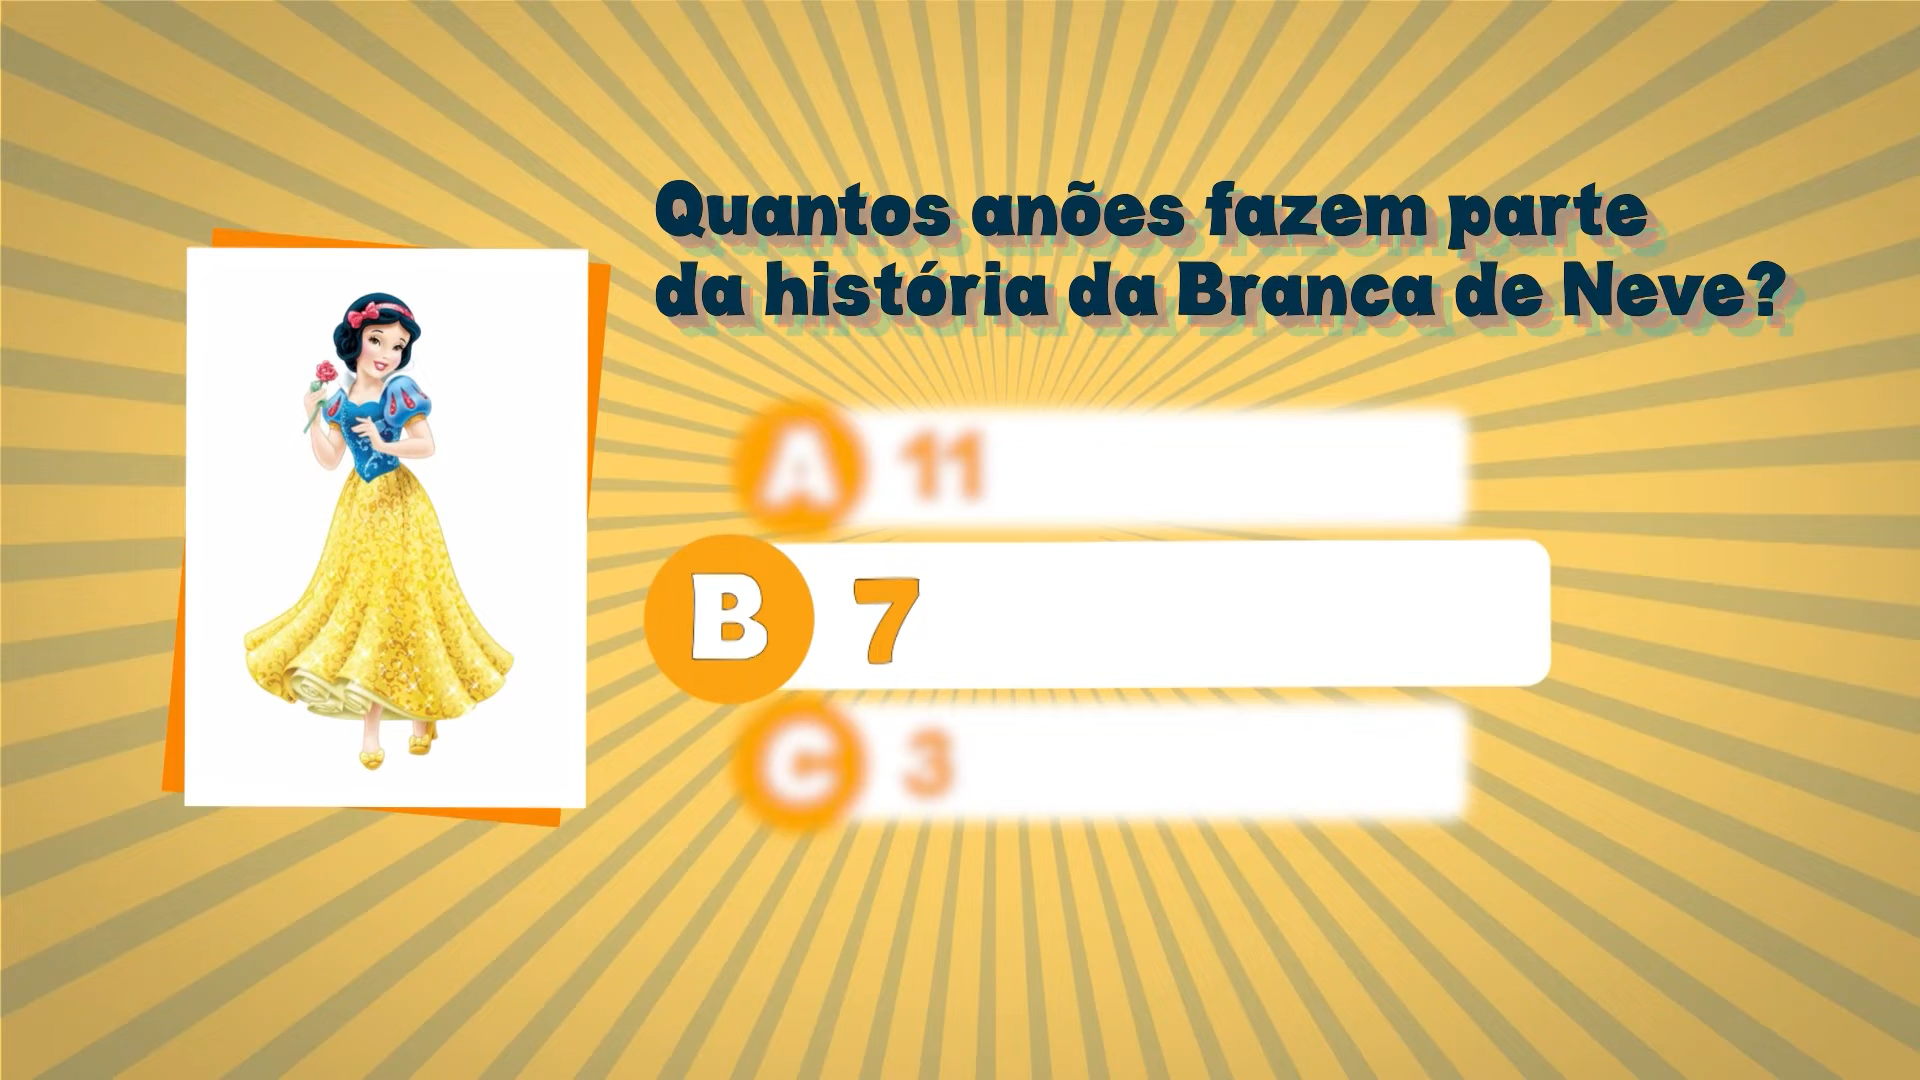 Quantos anões fazem parte
da história da Branca de Neve?
A 11
B 7
C 3